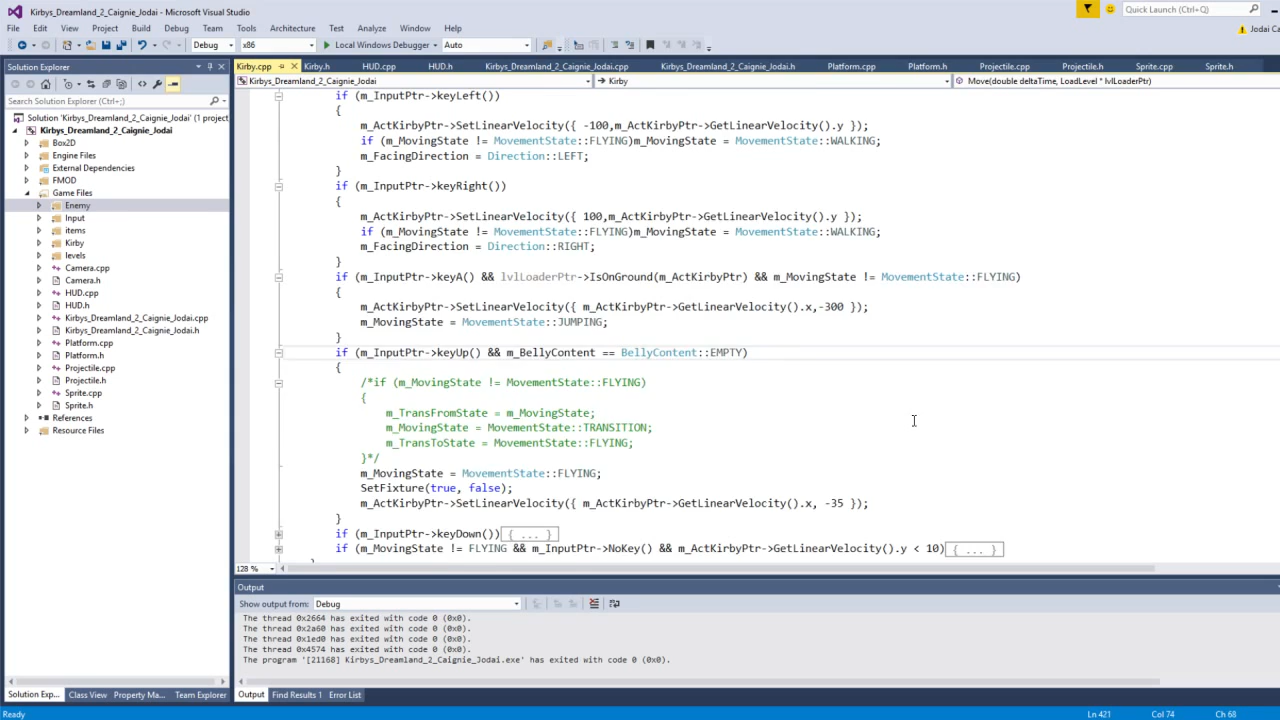 Kirbys_Dreamland_2_Caignie_Jodai - Microsoft Visual Studio
Quick Launch (Ctrl+Q)
File Edit View Project Build Debug Team Tools Architecture Test Analyze Window Help
Jodai Ca
Debug x86 Local Windows Debugger Auto
Solution Explorer
Kirby.cpp Kirby.h HUD.cpp HUD.h Kirbys_Dreamland_2_Caignie_Jodai.cpp Kirbys_Dreamland_2_Caignie_Jodai.h Platform.cpp Platform.h Projectile.cpp Projectile.h Sprite.cpp Sprite.h
Kirbys_Dreamland_2_Caignie_Jodai Kirby Move(double deltaTime, LoadLevel * lvlLoaderPtr)
Search Solution Explorer (Ctrl+;)
Solution 'Kirbys_Dreamland_2_Caignie_Jodai' (1 project
Kirbys_Dreamland_2_Caignie_Jodai
Box2D
Engine Files
External Dependencies
FMOD
Game Files
Enemy
Input
items
Kirby
levels
Camera.cpp
Camera.h
HUD.cpp
HUD.h
Kirbys_Dreamland_2_Caignie_Jodai.cpp
Kirbys_Dreamland_2_Caignie_Jodai.h
Platform.cpp
Platform.h
Projectile.cpp
Projectile.h
Sprite.cpp
Sprite.h
References
Resource Files
if (m_InputPtr->keyLeft())
{
m_ActKirbyPtr->SetLinearVelocity({ -100,m_ActKirbyPtr->GetLinearVelocity().y });
if (m_MovingState != MovementState::FLYING)m_MovingState = MovementState::WALKING;
m_FacingDirection = Direction::LEFT;
}
if (m_InputPtr->keyRight())
{
m_ActKirbyPtr->SetLinearVelocity({ 100,m_ActKirbyPtr->GetLinearVelocity().y });
if (m_MovingState != MovementState::FLYING)m_MovingState = MovementState::WALKING;
m_FacingDirection = Direction::RIGHT;
}
if (m_InputPtr->keyA() && lvlLoaderPtr->IsOnGround(m_ActKirbyPtr) && m_MovingState != MovementState::FLYING)
{
m_ActKirbyPtr->SetLinearVelocity({ m_ActKirbyPtr->GetLinearVelocity().x,-300 });
m_MovingState = MovementState::JUMPING;
}
if (m_InputPtr->keyUp() && m_BellyContent == BellyContent::EMPTY)
{
/*if (m_MovingState != MovementState::FLYING)
{
m_TransFromState = m_MovingState;
m_MovingState = MovementState::TRANSITION;
m_TransToState = MovementState::FLYING;
}*/
m_MovingState = MovementState::FLYING;
SetFixture(true, false);
m_ActKirbyPtr->SetLinearVelocity({ m_ActKirbyPtr->GetLinearVelocity().x, -35 });
}
if (m_InputPtr->keyDown()){ ... }
if (m_MovingState != FLYING && m_InputPtr->NoKey() && m_ActKirbyPtr->GetLinearVelocity().y < 10){ ... }
128 %
Output
Show output from: Debug
The thread 0x2664 has exited with code 0 (0x0).
The thread 0x2a60 has exited with code 0 (0x0).
The thread 0x1ed0 has exited with code 0 (0x0).
The thread 0x4574 has exited with code 0 (0x0).
The program '[21168] Kirbys_Dreamland_2_Caignie_Jodai.exe' has exited with code 0 (0x0).
Solution Exp... Class View Property Ma... Team Explorer Output Find Results 1 Error List
Ready Ln 421 Col 74 Ch 68